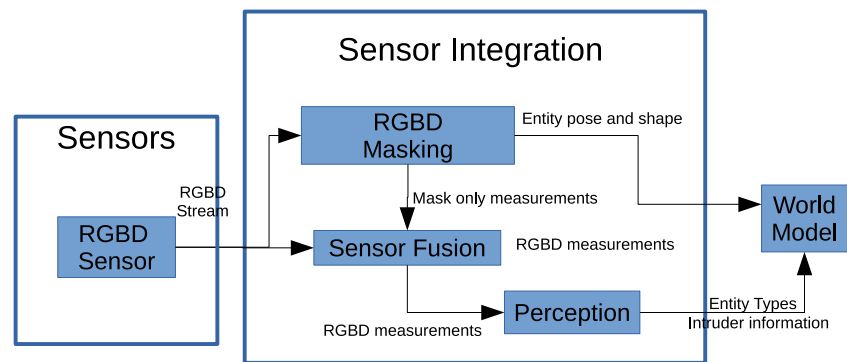 Sensor Integration
Sensors
RGBD
Masking
Entity pose and shape
RGBD
Stream
Mask only measurements
World
Model
RGBD
Sensor
Sensor Fusion
RGBD measurements
RGBD measurements
Perception
Entity Types
Intruder information